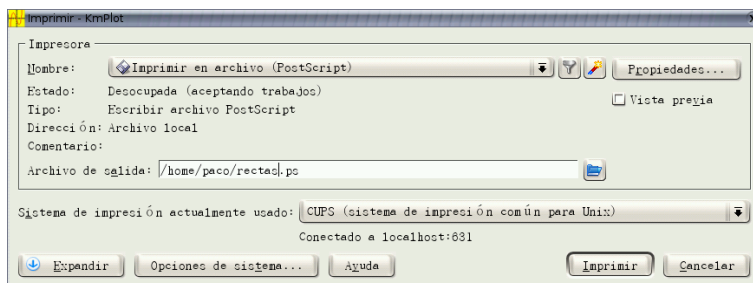 Imprimir - KmPlot
Impresora
Nombre: Imprimir en archivo (PostScript) Propiedades...
Estado: Desocupada (aceptando trabajos)
Vista previa
Tipo: Escribir archivo PostScript
Dirección: Archivo local
Comentario:
Archivo de salida: /home/paco/rectas.ps
Sistema de impresión actualmente usado: CUPS (sistema de impresión común para Unix)
Conectado a localhost:631
Expandir Opciones de sistema... Ayuda Imprimir Cancelar